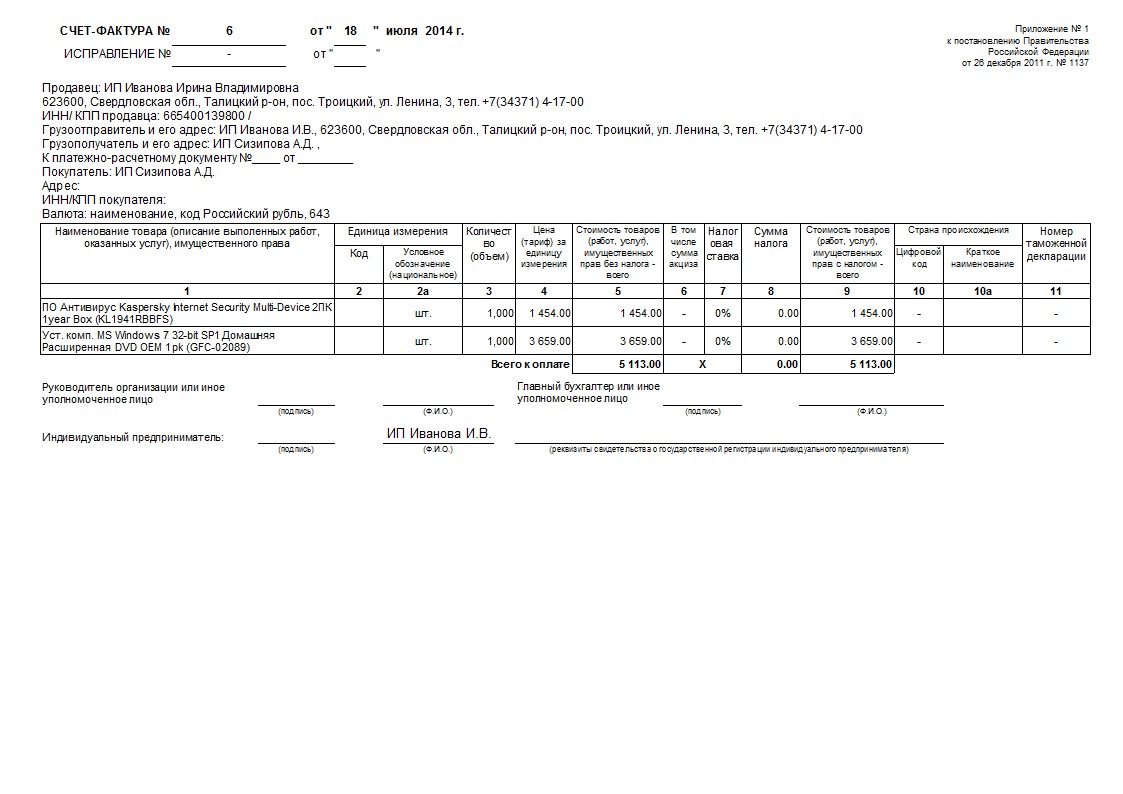 СЧЕТ-ФАКТУРА № 6 от " 18 " июля 2014 г.
ИСПРАВЛЕНИЕ № - от " "
Приложение № 1
к постановлению Правительства
Российской Федерации
от 26 декабря 2011 г. № 1137
Продавец: ИП Иванова Ирина Владимировна
623600, Свердловская обл., Талицкий р-он, пос. Троицкий, ул. Ленина, 3, тел. +7(34371) 4-17-00
ИНН/ КПП продавца: 665400139800 /
Грузоотправитель и его адрес: ИП Иванова И.В., 623600, Свердловская обл., Талицкий р-он, пос. Троицкий, ул. Ленина, 3, тел. +7(34371) 4-17-00
Грузополучатель и его адрес: ИП Сизипова А.Д. ,
К платежно-расчетному документу №____ от ________
Покупатель: ИП Сизипова А.Д.
Адрес:
ИНН/КПП покупателя:
Валюта: наименование, код Российский рубль, 643
Наименование товара (описание выполенных работ,
оказанных услуг), имущественного права
Единица измерения
Код
Условное
обозначение
(национальное)
Количест
во
(объем)
Цена
(тариф) за
единицу
измерения
Стоимость товаров
(работ, услуг),
имущественных
прав без налога -
всего
В том
числе
сумма
акциза
Налог
овая
ставка
Сумма
налога
Стоимость товаров
(работ, услуг),
имущественных
прав с налогом -
всего
Страна происхождения
Цифровой
код
Краткое
наименование
Номер
таможенной
декларации
1 2 2а 3 4 5 6 7 8 9 10 10а 11
ПО Антивирус Kaspersky Internet Security Multi-Device 2ПК
1year Box (KL1941RBBFS)
шт. 1,000 1 454.00 1 454.00 - 0% 0.00 1 454.00 - -
Уст. комп. MS Windows 7 32-bit SP1 Домашняя
Расширенная DVD OEM 1pk (GFC-02089)
шт. 1,000 3 659.00 3 659.00 - 0% 0.00 3 659.00 - -
Всего к оплате 5 113.00 X 0.00 5 113.00
Руководитель организации или иное
уполномоченное лицо
(подпись) (Ф.И.О.)
Главный бухгалтер или иное
уполномоченное лицо
(подпись) (Ф.И.О.)
Индивидуальный предприниматель: ИП Иванова И.В.
(подпись) (Ф.И.О.) (реквизиты свидетельства о государственной регистрации индивидуального предпринимателя)